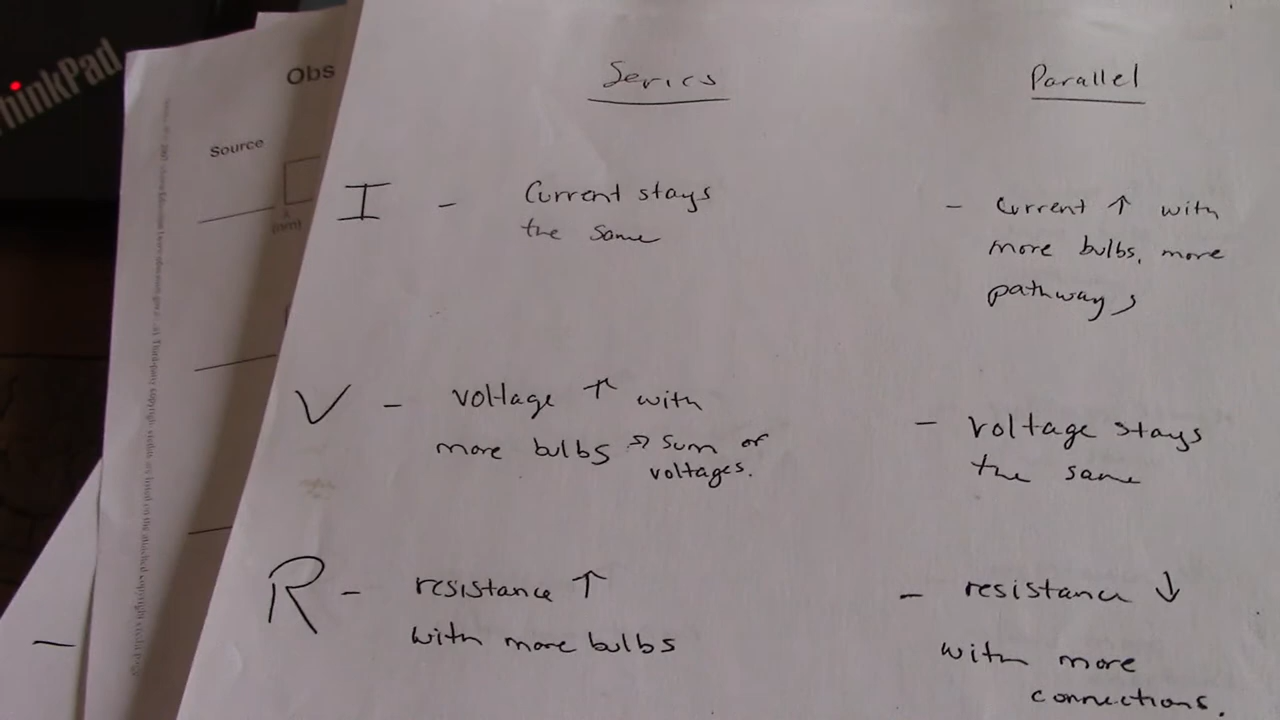 ThinkPad
Obs
Source
(nm)
Series
Parallel
I - Current stays
the same
- Current ↑ with
more bulbs, more
pathways
V - voltage ↑ with
more bulbs → sum of
voltages.
- voltage stays
the same
R - resistance ↑
with more bulbs
- resistance ↓
with more
connections.